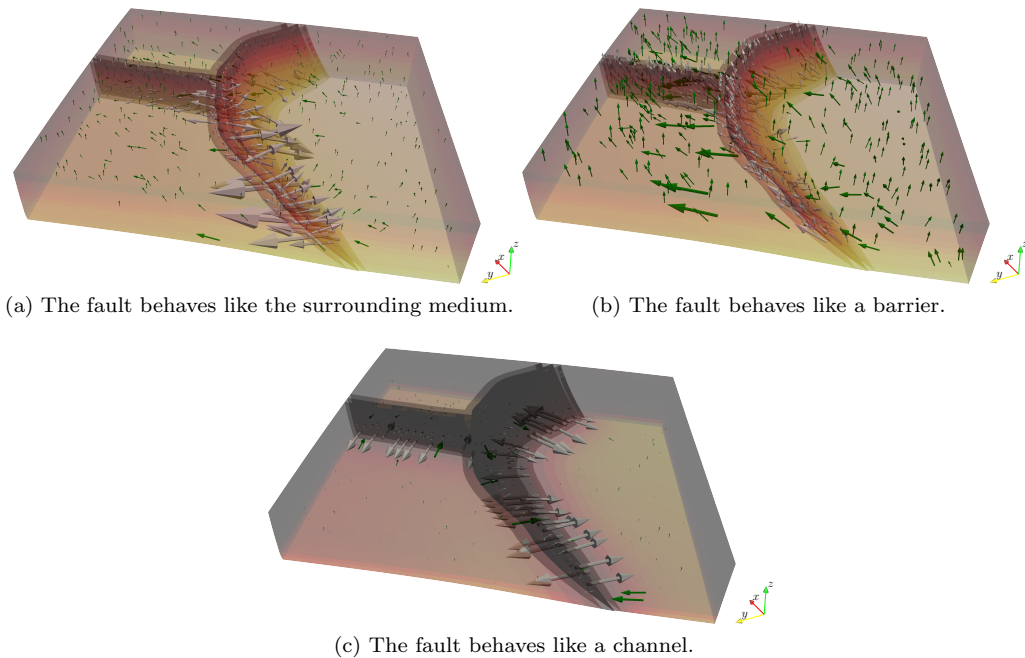 z
x
y
z
x
y
(a) The fault behaves like the surrounding medium.
(b) The fault behaves like a barrier.
z
x
y
(c) The fault behaves like a channel.